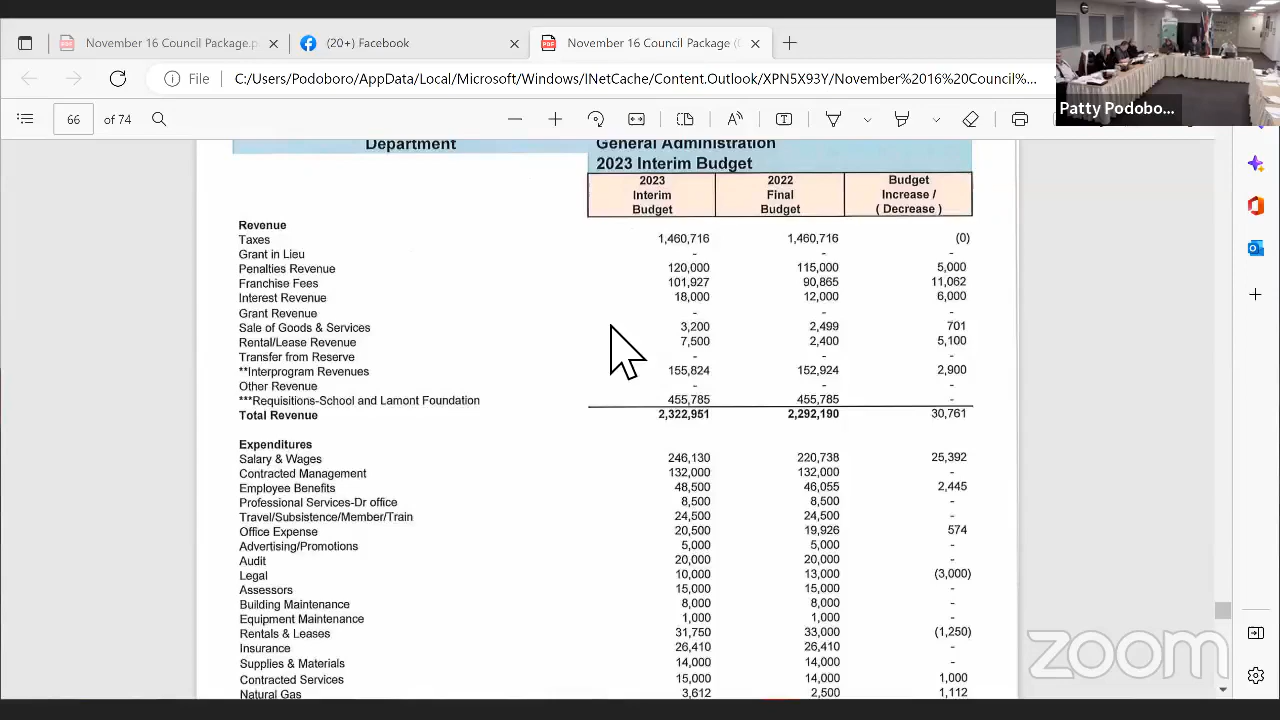 November 16 Council Package.p
(20+) Facebook
November 16 Council Package (
File
C:/Users/Podoboro/AppData/Local/Microsoft/Windows/INetCache/Content.Outlook/XPN5X93Y/November%2016%20Council%...
Patty Podobo...
66 of 74
Department
General Administration
2023 Interim Budget
2023 Interim Budget
2022 Final Budget
Budget Increase / ( Decrease )
Revenue
Taxes 1,460,716 1,460,716 (0)
Grant in Lieu - - -
Penalties Revenue 120,000 115,000 5,000
Franchise Fees 101,927 90,865 11,062
Interest Revenue 18,000 12,000 6,000
Grant Revenue - - -
Sale of Goods & Services 3,200 2,499 701
Rental/Lease Revenue 7,500 2,400 5,100
Transfer from Reserve - - -
**Interprogram Revenues 155,824 152,924 2,900
Other Revenue - - -
***Requisitions-School and Lamont Foundation 455,785 455,785 -
Total Revenue 2,322,951 2,292,190 30,761
Expenditures
Salary & Wages 246,130 220,738 25,392
Contracted Management 132,000 132,000 -
Employee Benefits 48,500 46,055 2,445
Professional Services-Dr office 8,500 8,500 -
Travel/Subsistence/Member/Train 24,500 24,500 -
Office Expense 20,500 19,926 574
Advertising/Promotions 5,000 5,000 -
Audit 20,000 20,000 -
Legal 10,000 13,000 (3,000)
Assessors 15,000 15,000 -
Building Maintenance 8,000 8,000 -
Equipment Maintenance 1,000 1,000 -
Rentals & Leases 31,750 33,000 (1,250)
Insurance 26,410 26,410 -
Supplies & Materials 14,000 14,000 -
Contracted Services 15,000 14,000 1,000
Natural Gas 3,612 2,500 1,112
zoom